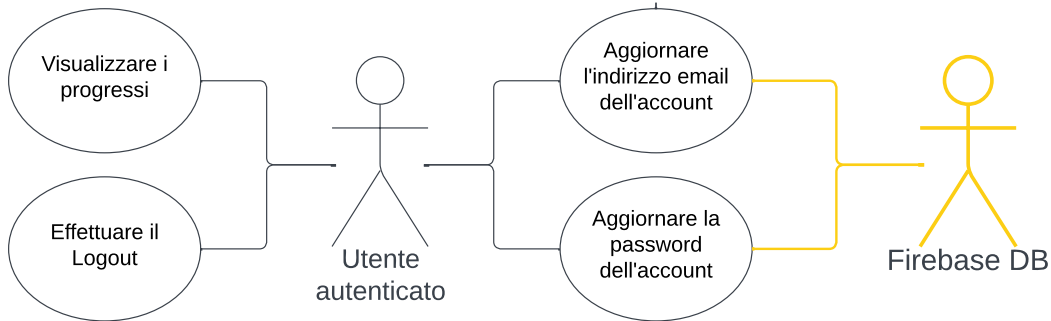 Visualizzare i
progressi
Effettuare il
Logout
Utente
autenticato
Aggiornare
l'indirizzo email
dell'account
Aggiornare la
password
dell'account
Firebase DB